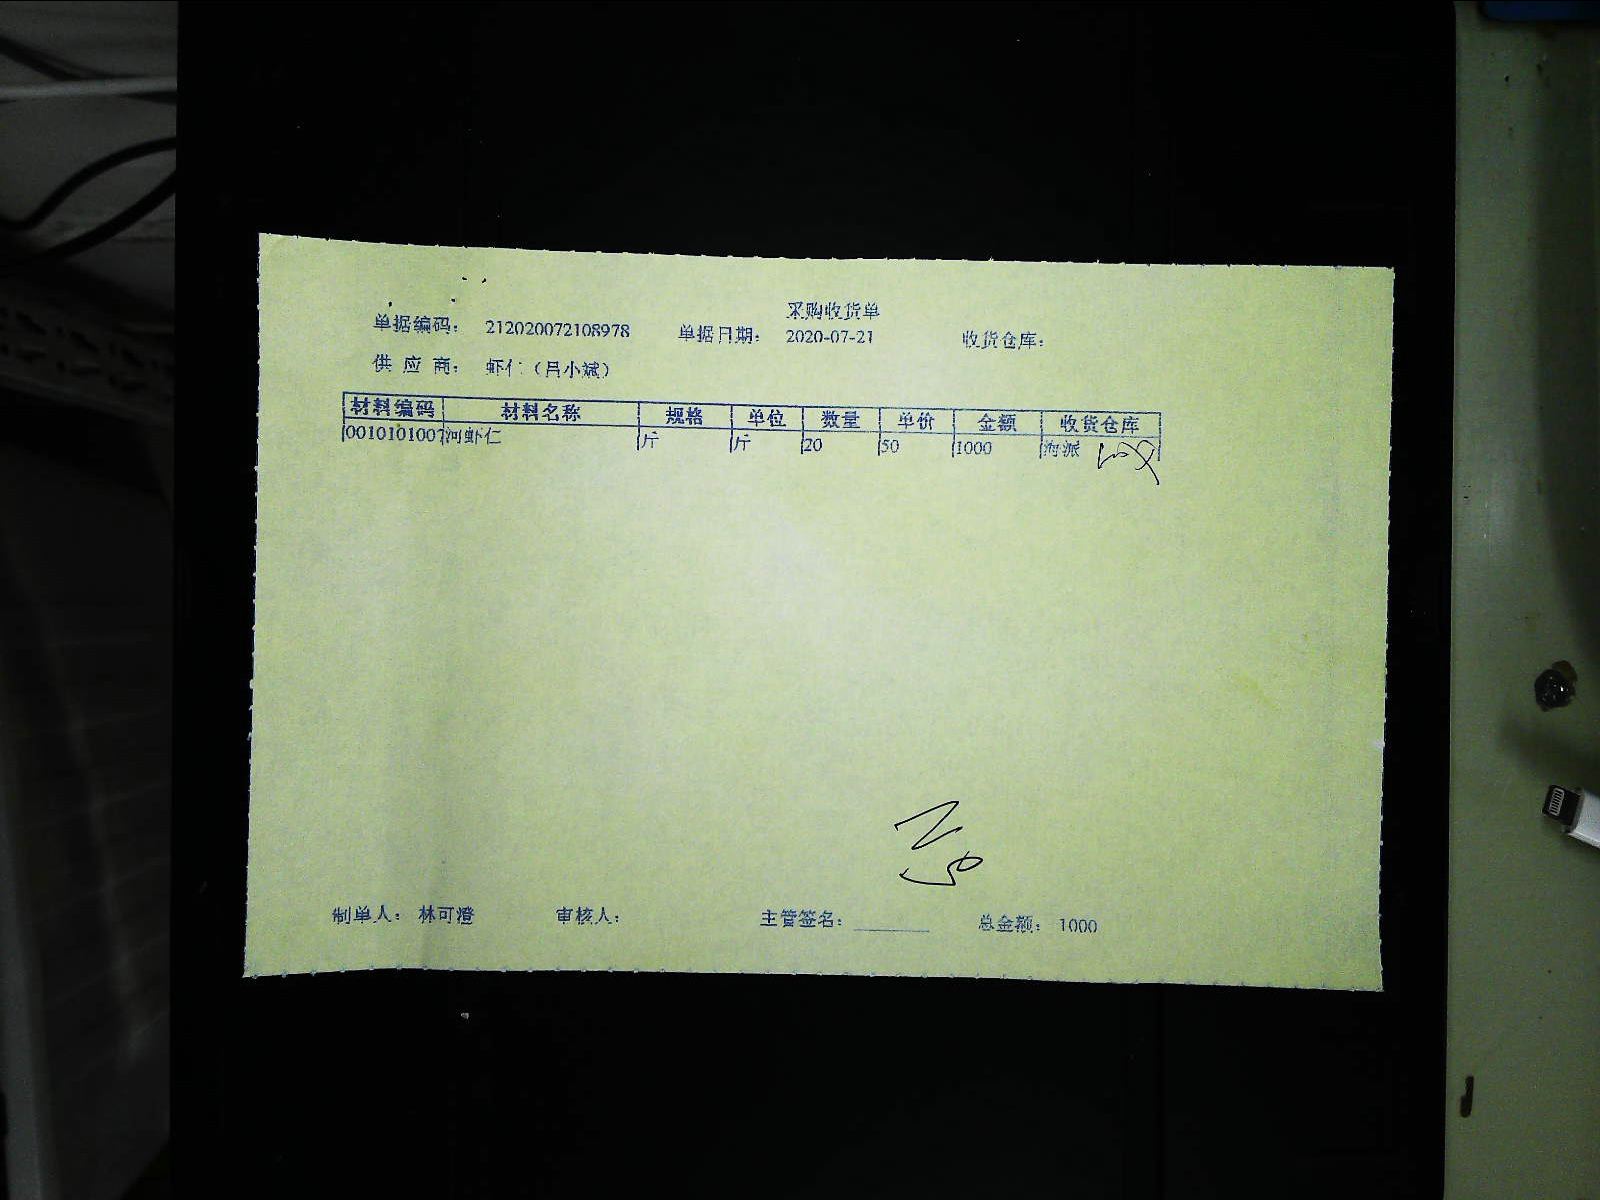 采购收货单
单据编码： 212020072108978 单据日期： 2020-07-21 收货仓库：
供 应 商： 虾仁（吕小斌）
材料编码 材料名称 规格 单位 数量 单价 金额 收货仓库
0010101007 河虾仁 斤 斤 20 50 1000 海派
制单人： 林可澄 审核人： 主管签名： 总金额： 1000